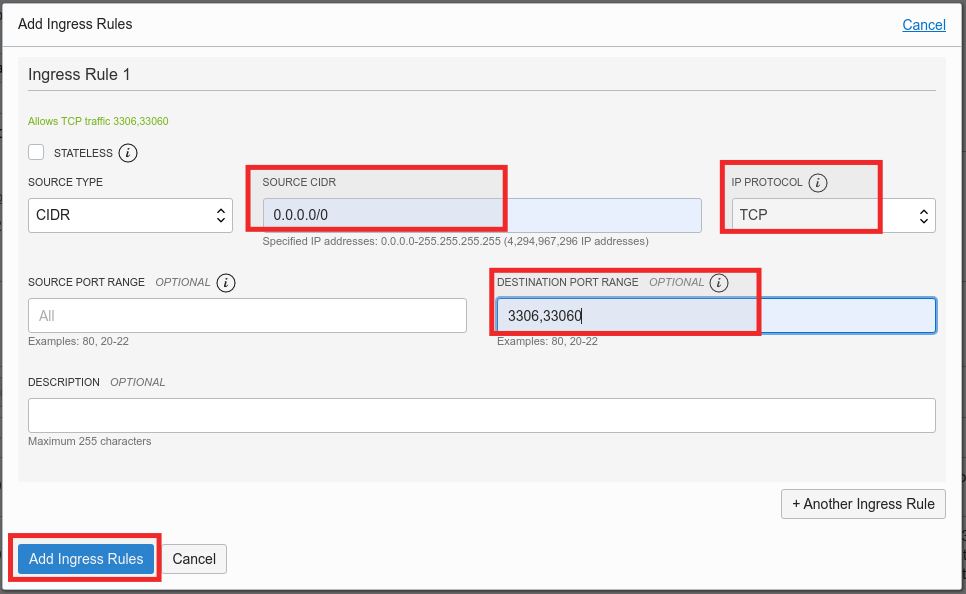 Add Ingress Rules
Cancel
Ingress Rule 1
Allows TCP traffic 3306,33060
STATELESS i
SOURCE TYPE
SOURCE CIDR
IP PROTOCOL i
CIDR
0.0.0.0/0
TCP
Specified IP addresses: 0.0.0.0-255.255.255.255 (4,294,967,296 IP addresses)
SOURCE PORT RANGE OPTIONAL i
DESTINATION PORT RANGE OPTIONAL i
All
3306,33060
Examples: 80, 20-22
Examples: 80, 20-22
DESCRIPTION OPTIONAL
Maximum 255 characters
+ Another Ingress Rule
Add Ingress Rules
Cancel